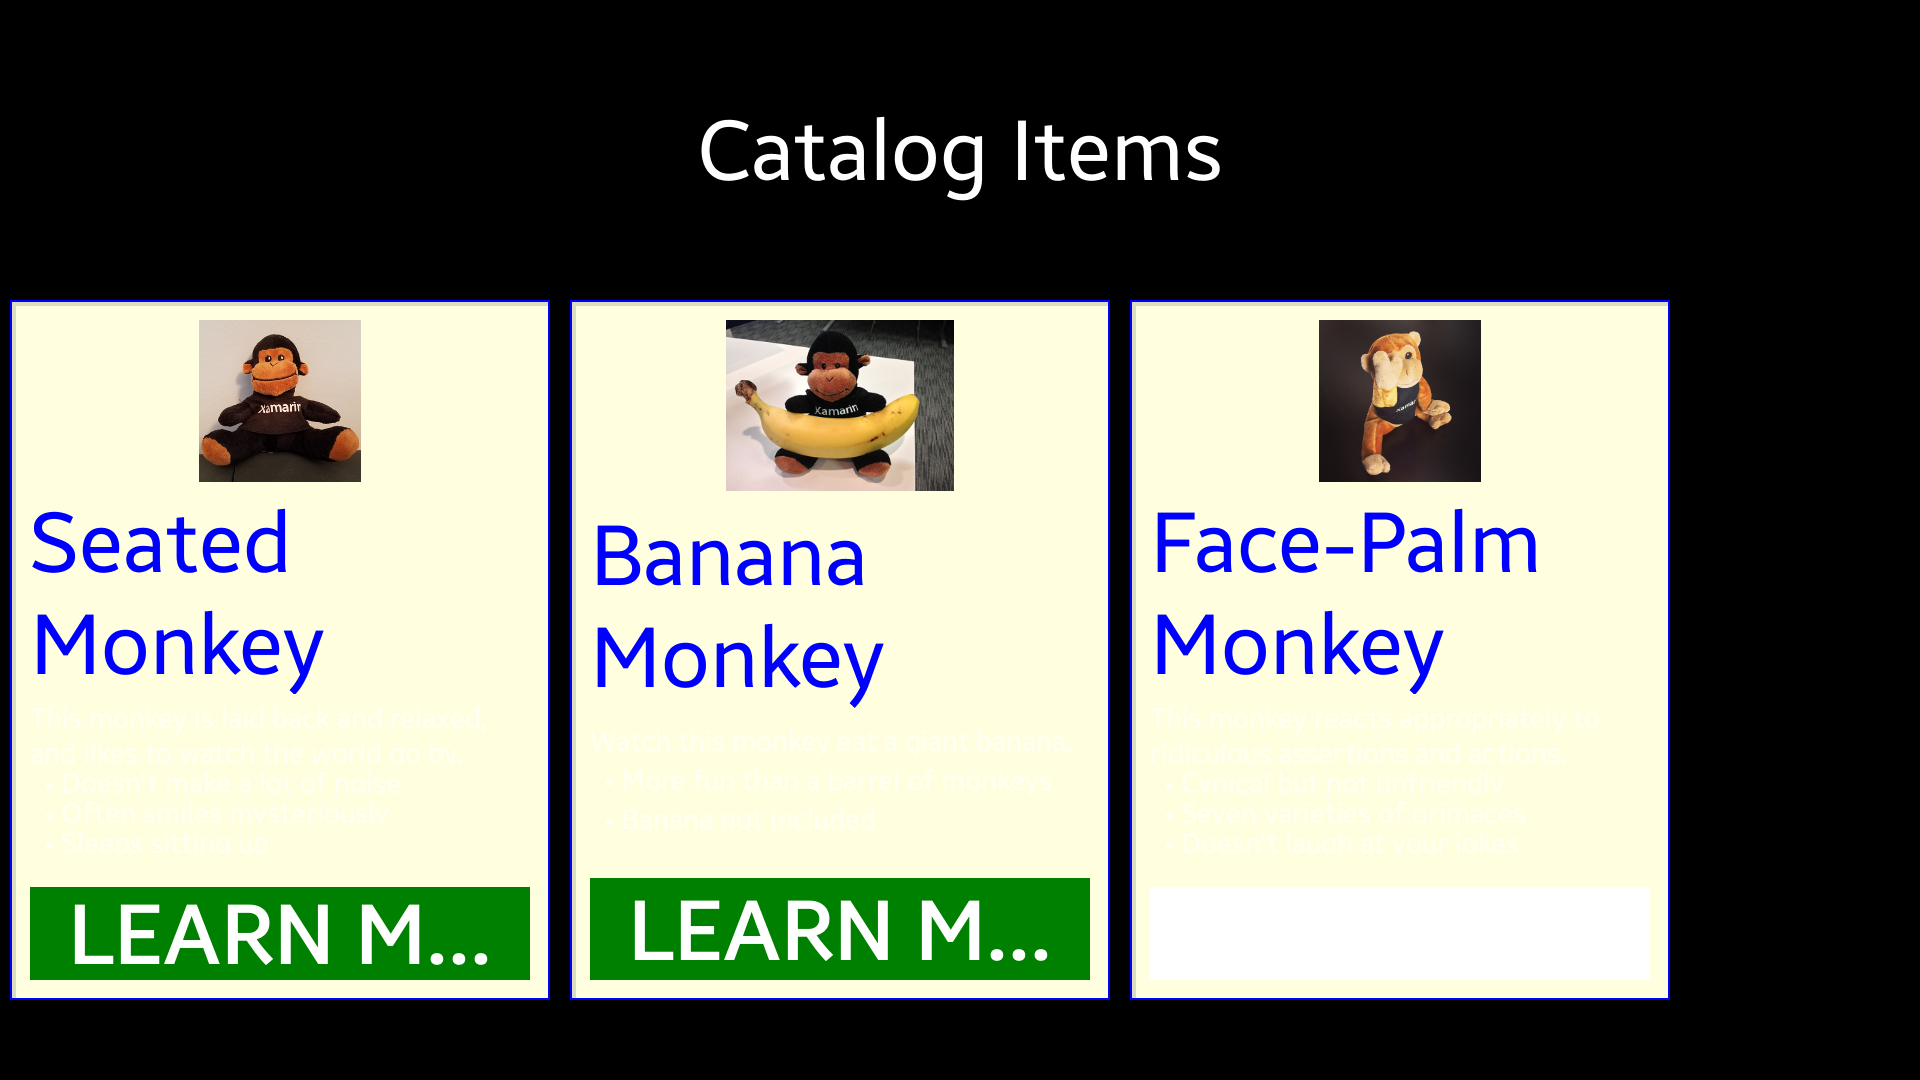 Catalog Items
Xamarin
Seated
Monkey
This monkey is laid back and relaxed,
and likes to watch the world go by.
• Doesn't make a lot of noise
• Often smiles mysteriously
• Sleeps sitting up
LEARN M...
Xamarin
Banana
Monkey
Watch this monkey eat a giant banana.
• More fun than a barrel of monkeys
• Banana not included
LEARN M...
Face-Palm
Monkey
This monkey reacts appropriately to
ridiculous assertions and actions.
• Cynical but not unfriendly
• Seven varieties of grimaces
• Doesn't laugh at your jokes